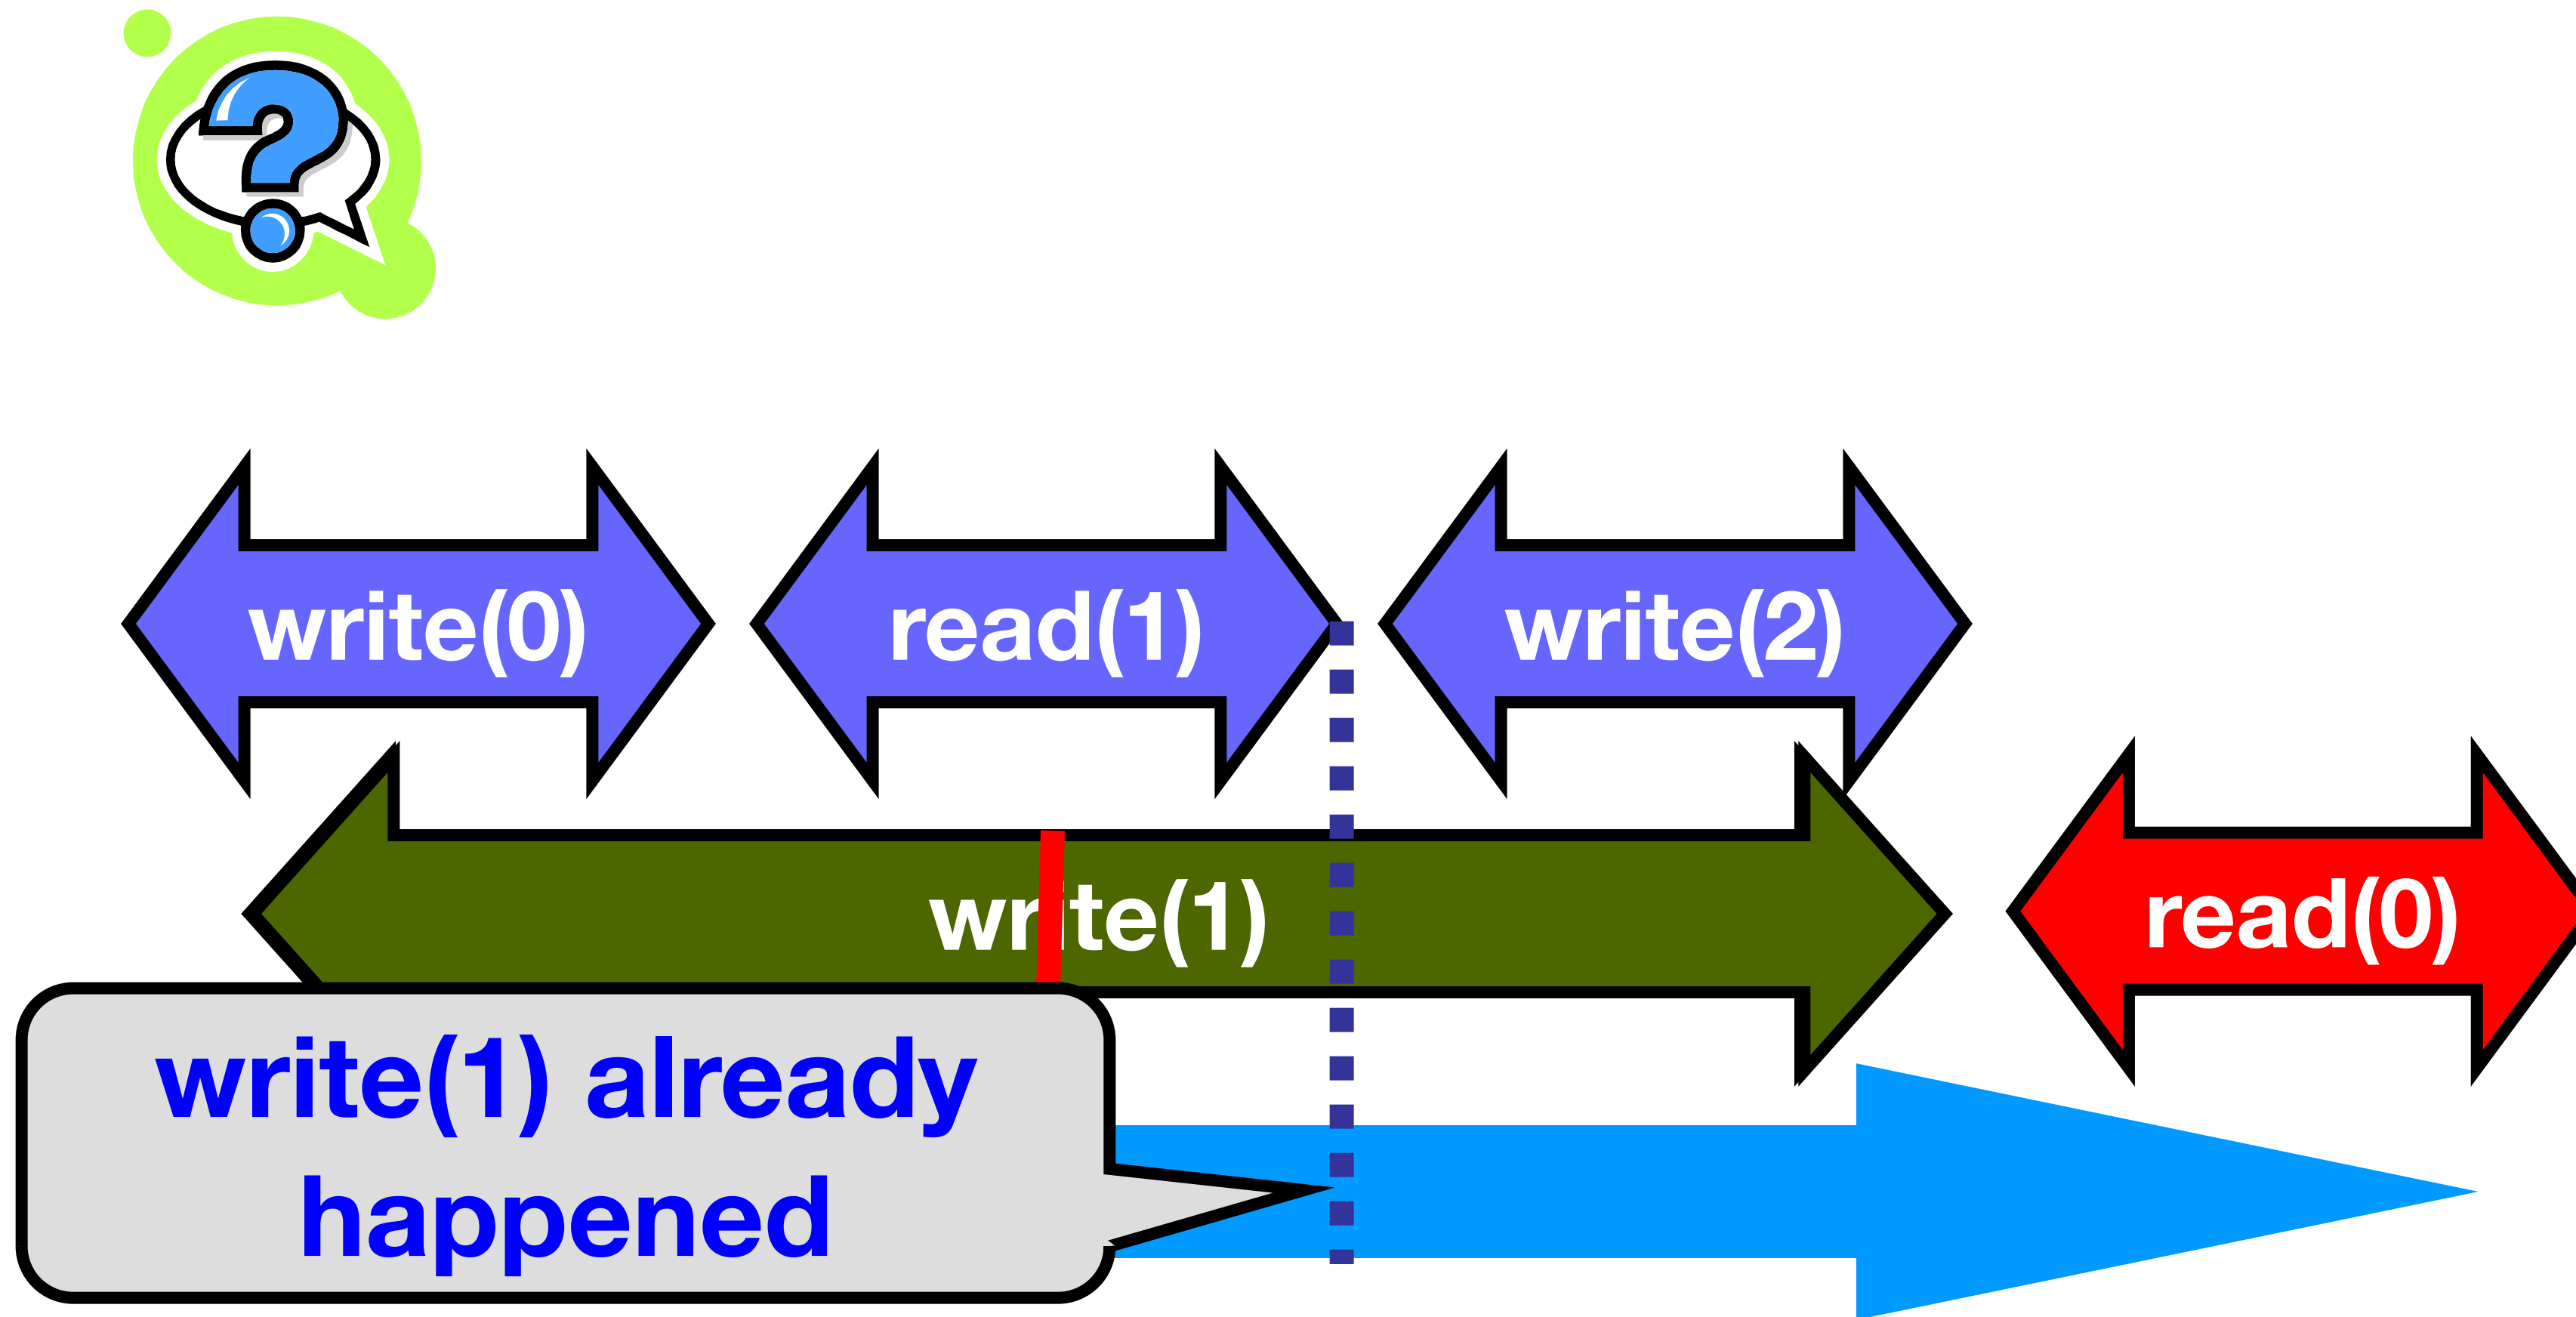 ?
write(0)
read(1)
write(2)
write(1)
read(0)
write(1) already
happened